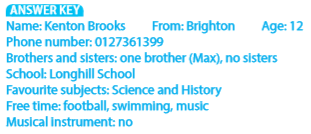 ANSWER KEY
Name: Kenton Brooks From: Brighton Age: 12
Phone number: 0127361399
Brothers and sisters: one brother (Max), no sisters
School: Longhill School
Favourite subjects: Science and History
Free time: football, swimming, music
Musical instrument: no